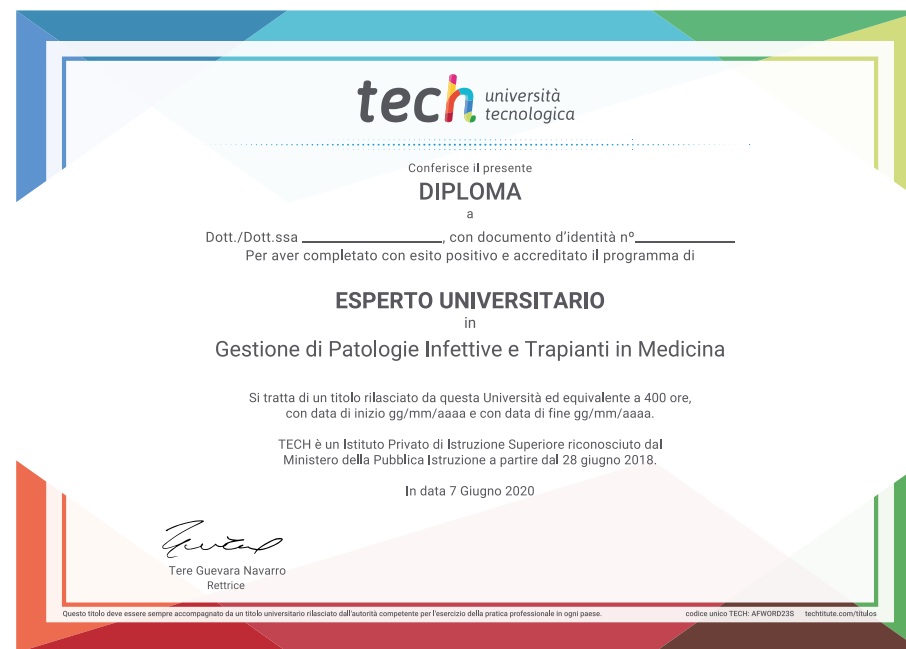 tech università
tecnologica
Conferisce il presente
DIPLOMA
a
Dott./Dott.ssa ____________, con documento d'identità nº____________
Per aver completato con esito positivo e accreditato il programma di
ESPERTO UNIVERSITARIO
in
Gestione di Patologie Infettive e Trapianti in Medicina
Si tratta di un titolo rilasciato da questa Università ed equivalente a 400 ore,
con data di inizio gg/mm/aaaa e con data di fine gg/mm/aaaa.
TECH è un Istituto Privato di Istruzione Superiore riconosciuto dal
Ministero della Pubblica Istruzione a partire dal 28 giugno 2018.
In data 7 Giugno 2020
Tere Guevara Navarro
Rettrice
Questo titolo deve essere sempre accompagnato da un titolo universitario rilasciato dall'autorità competente per l'esercizio della pratica professionale in ogni paese. codice unico TECH: AFWORD23S techtitute.com/titulos